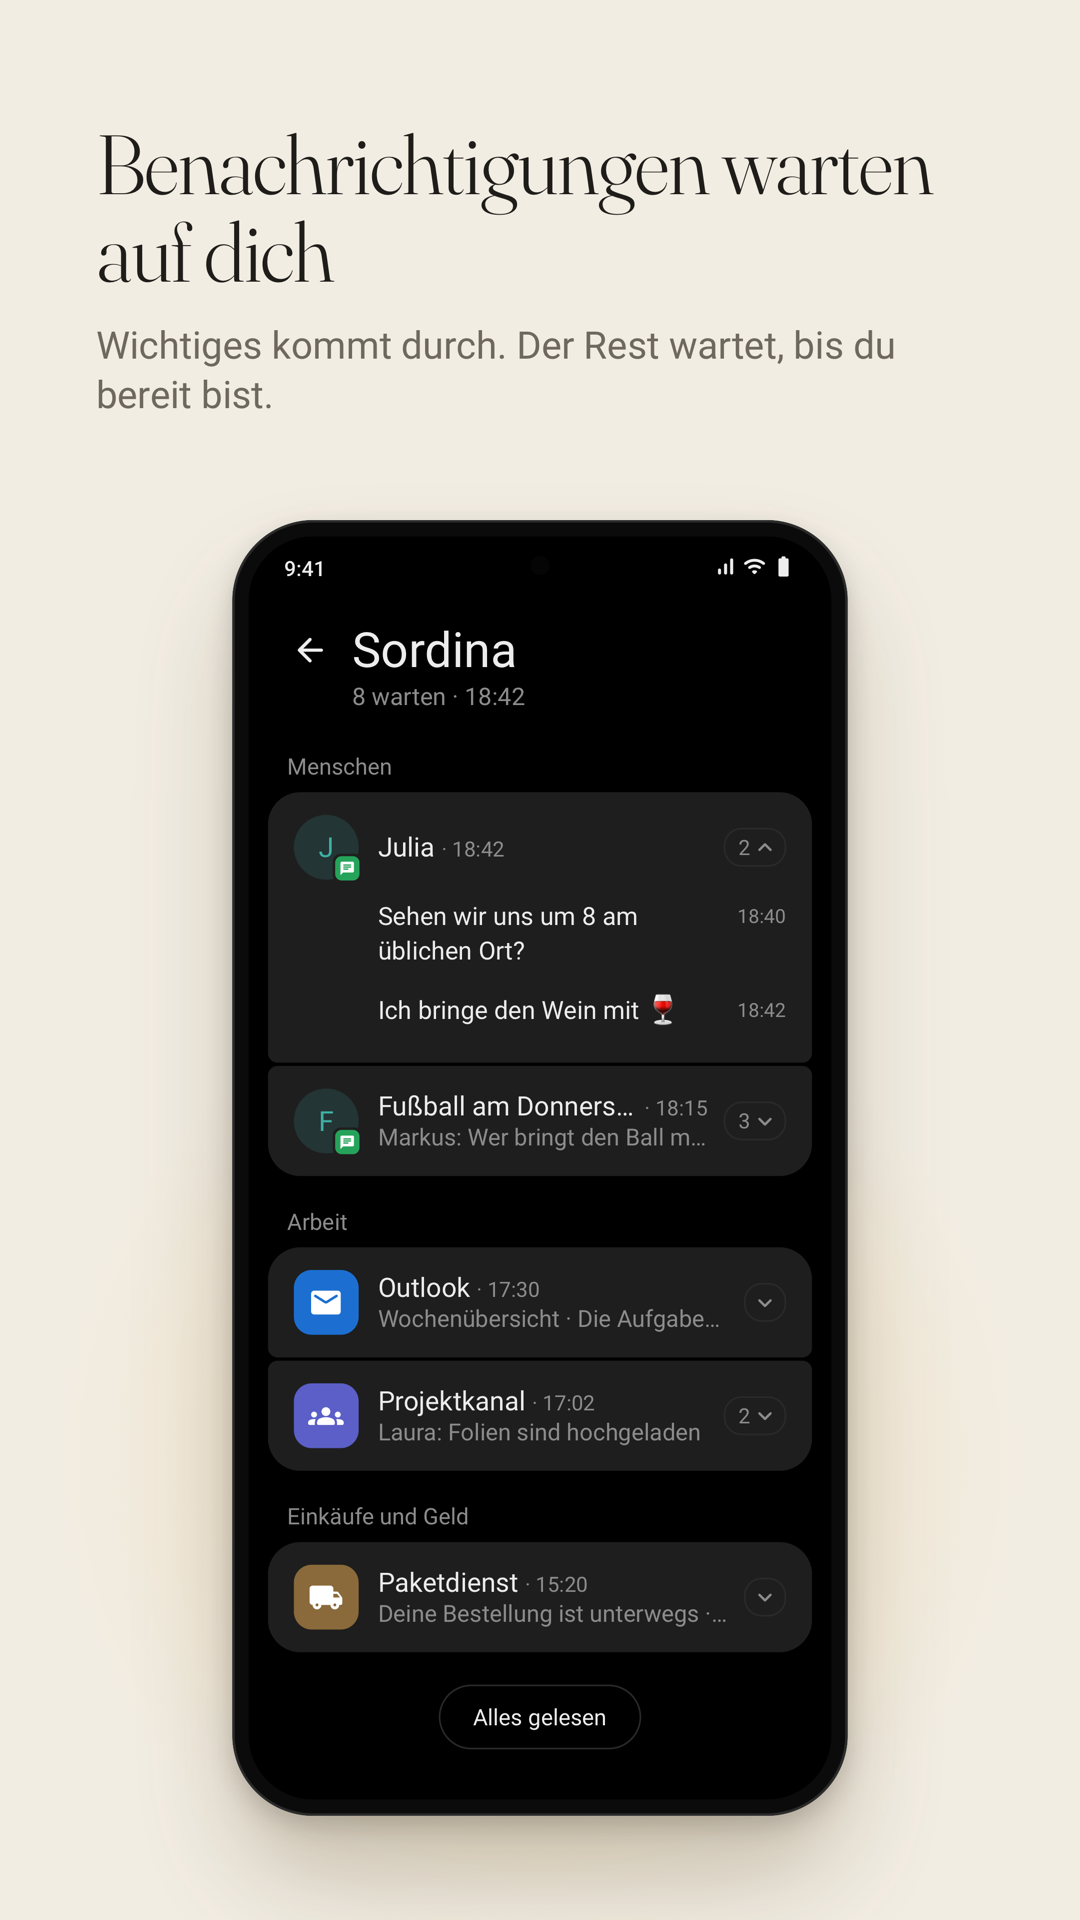 Benachrichtigungen warten
auf dich
Wichtiges kommt durch. Der Rest wartet, bis du
bereit bist.
9:41
Sordina
8 warten · 18:42
Menschen
J
Julia · 18:42
2
Sehen wir uns um 8 am
üblichen Ort?
18:40
Ich bringe den Wein mit 🍷
18:42
F
Fußball am Donners… · 18:15
3
Markus: Wer bringt den Ball m…
Arbeit
Outlook · 17:30
Wochenübersicht · Die Aufgabe…
Projektkanal · 17:02
2
Laura: Folien sind hochgeladen
Einkäufe und Geld
Paketdienst · 15:20
Deine Bestellung ist unterwegs ·…
Alles gelesen